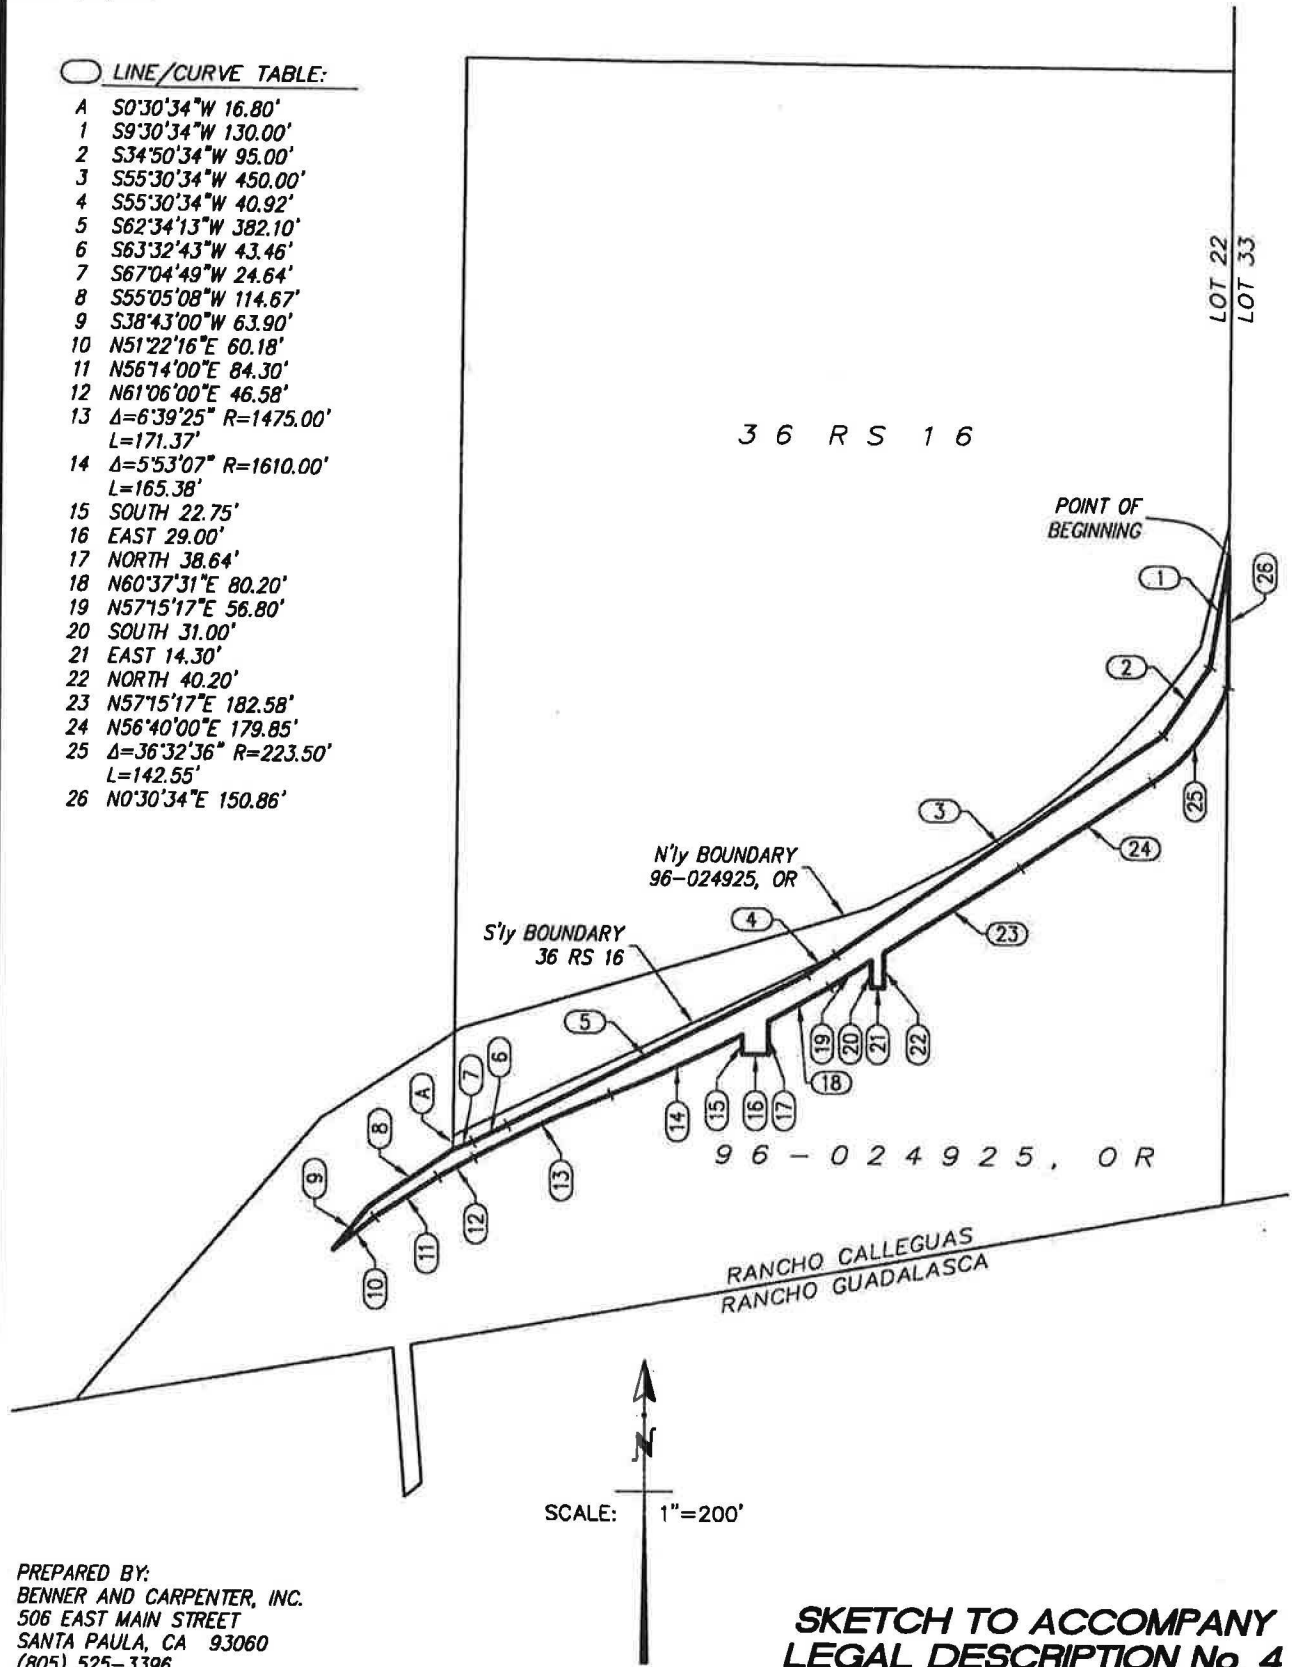 LINE/CURVE TABLE:
A S0°30'34"W 16.80'
1 S9°30'34"W 130.00'
2 S34°50'34"W 95.00'
3 S55°30'34"W 450.00'
4 S55°30'34"W 40.92'
5 S62°34'13"W 382.10'
6 S63°32'43"W 43.46'
7 S67°04'49"W 24.64'
8 S55°05'08"W 114.67'
9 S38°43'00"W 63.90'
10 N51°22'16"E 60.18'
11 N56°14'00"E 84.30'
12 N61°06'00"E 46.58'
13 Δ=6°39'25" R=1475.00'
L=171.37'
14 Δ=5°53'07" R=1610.00'
L=165.38'
15 SOUTH 22.75'
16 EAST 29.00'
17 NORTH 38.64'
18 N60°37'31"E 80.20'
19 N57°15'17"E 56.80'
20 SOUTH 31.00'
21 EAST 14.30'
22 NORTH 40.20'
23 N57°15'17"E 182.58'
24 N56°40'00"E 179.85'
25 Δ=36°32'36" R=223.50'
L=142.55'
26 N0°30'34"E 150.86'
LOT 22
LOT 33
36 RS 16
POINT OF
BEGINNING
1
26
2
3
25
24
N'ly BOUNDARY
96-024925, OR
4
23
S'ly BOUNDARY
36 RS 16
5
19
20
21
22
18
A
7
6
15
16
17
14
8
96-024925, OR
9
13
12
11
10
RANCHO CALLEGUAS
RANCHO GUADALASCA
N
SCALE: 1"=200'
PREPARED BY:
BENNER AND CARPENTER, INC.
506 EAST MAIN STREET
SANTA PAULA, CA 93060
(805) 525-3396
SKETCH TO ACCOMPANY
LEGAL DESCRIPTION No. 4